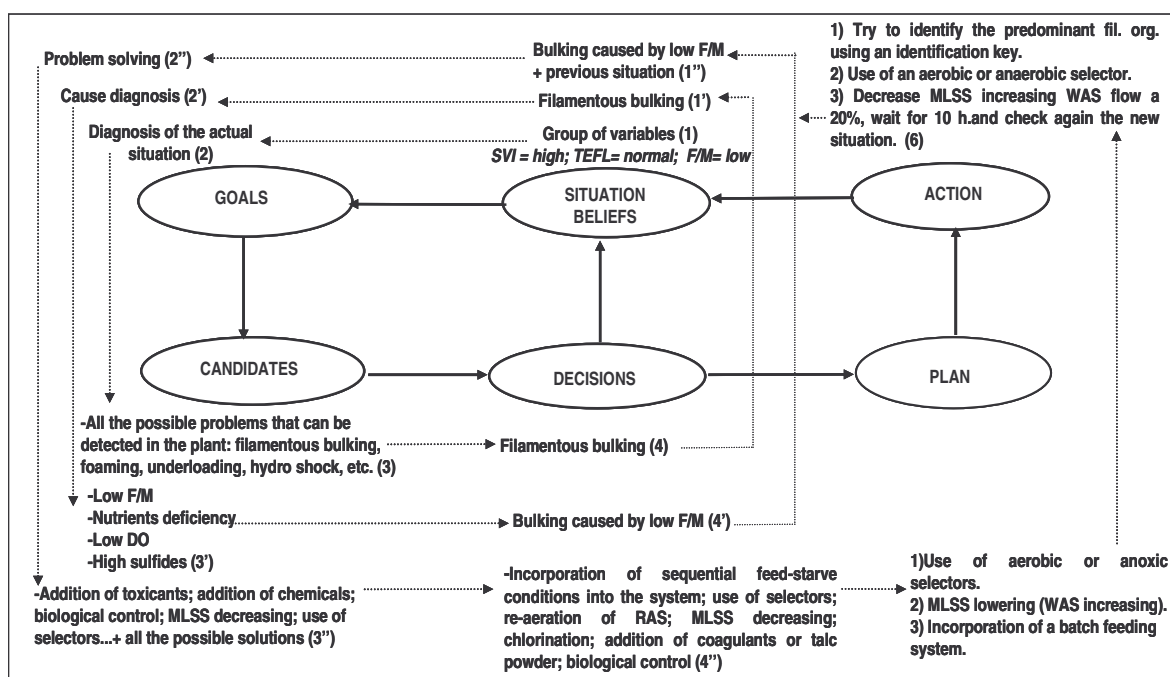 1) Try to identify the predominant fil. org.
using an identification key.
2) Use of an aerobic or anaerobic selector.
3) Decrease MLSS increasing WAS flow a
20%, wait for 10 h.and check again the new
situation. (6)
Problem solving (2’’)
Bulking caused by low F/M
+ previous situation (1’’)
Cause diagnosis (2’)
Filamentous bulking (1’)
Diagnosis of the actual
situation (2)
Group of variables (1)
SVI = high; TEFL= normal; F/M= low
GOALS
SITUATION
BELIEFS
ACTION
CANDIDATES
DECISIONS
PLAN
-All the possible problems that can be
detected in the plant: filamentous bulking,
foaming, underloading, hydro shock, etc. (3)
Filamentous bulking (4)
-Low F/M
-Nutrients deficiency
-Low DO
-High sulfides (3’)
Bulking caused by low F/M (4’)
-Addition of toxicants; addition of chemicals;
biological control; MLSS decreasing; use of
selectors...+ all the possible solutions (3’’)
-Incorporation of sequential feed-starve
conditions into the system; use of selectors;
re-aeration of RAS; MLSS decreasing;
chlorination; addition of coagulants or talc
powder; biological control (4’’)
1)Use of aerobic or anoxic
selectors.
2) MLSS lowering (WAS increasing).
3) Incorporation of a batch feeding
system.